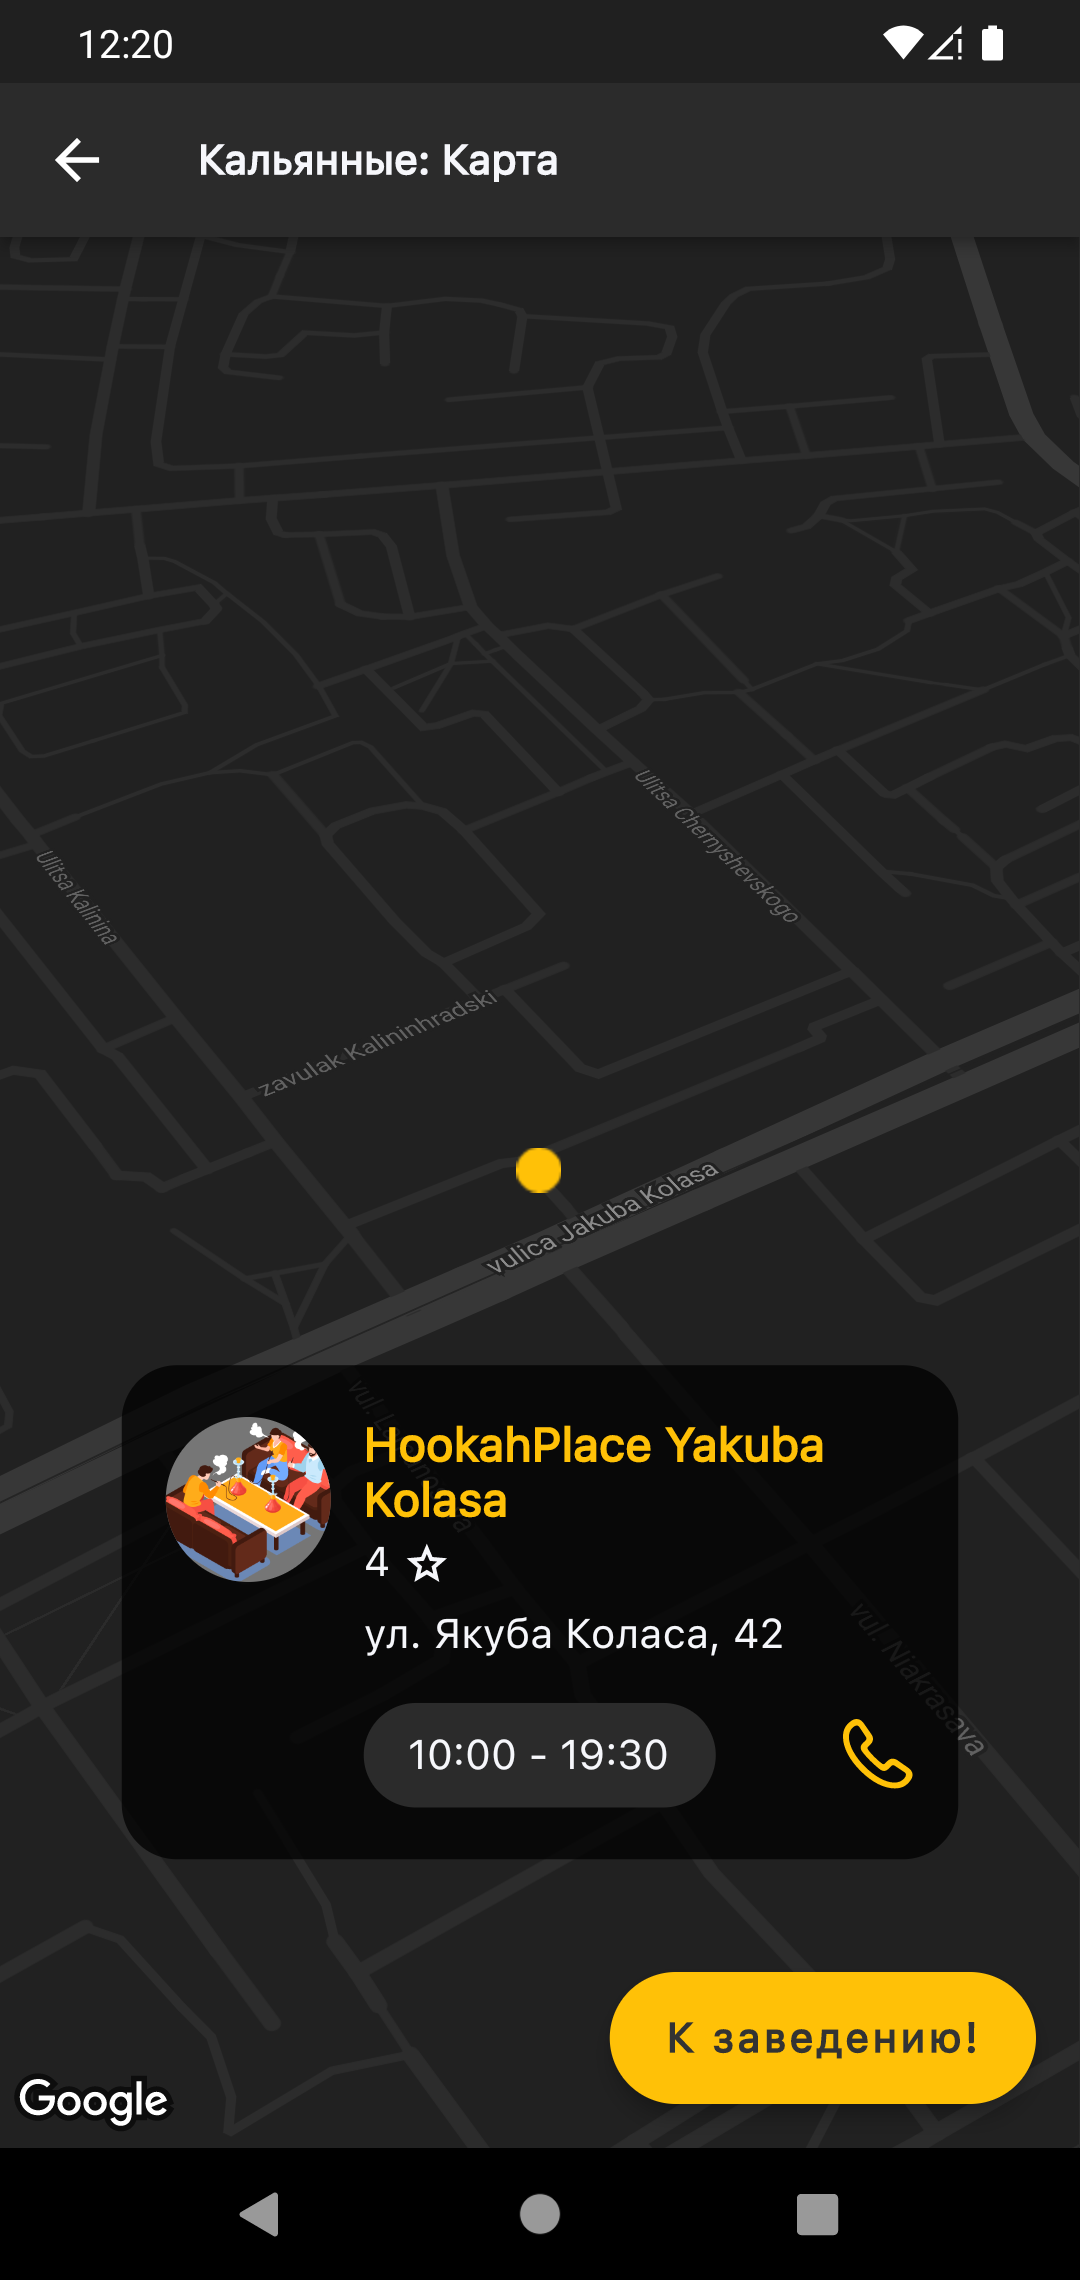 12:20
Кальянные: Карта
Ulitsa Chernyshevskogo
Ulitsa Kalinina
zavulak Kalininhradski
vulica Jakuba Kolasa
HookahPlace Yakuba
Kolasa
4
ул. Якуба Коласа, 42
vul. Niakrasava
10:00 - 19:30
К заведению!
Google